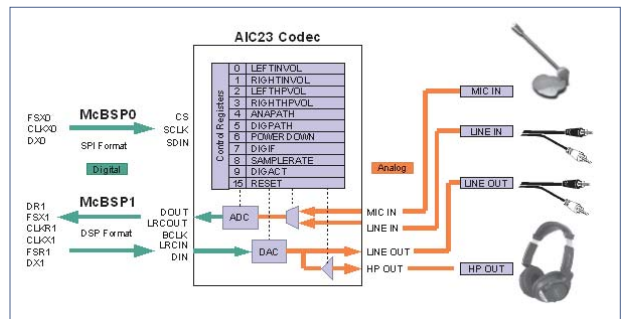 AIC23 Codec
Control Registers
0 LEFTINVOL
1 RIGHTINVOL
2 LEFTHPVOL
3 RIGHTHPVOL
4 ANAPATH
5 DIGPATH
6 POWER DOWN
7 DIGIF
8 SAMPLERATE
9 DIGACT
15 RESET
FSX0
CLKX0
DX0
McBSP0
SPI Format
CS
SCLK
SDIN
Digital
Analog
MIC IN
LINE IN
LINE OUT
HP OUT
DR1
FSX1
CLKR1
CLKX1
FSR1
DX1
McBSP1
DSP Format
DOUT
LRCOUT
BCLK
LRCIN
DIN
ADC
DAC
MIC IN
LINE IN
LINE OUT
HP OUT